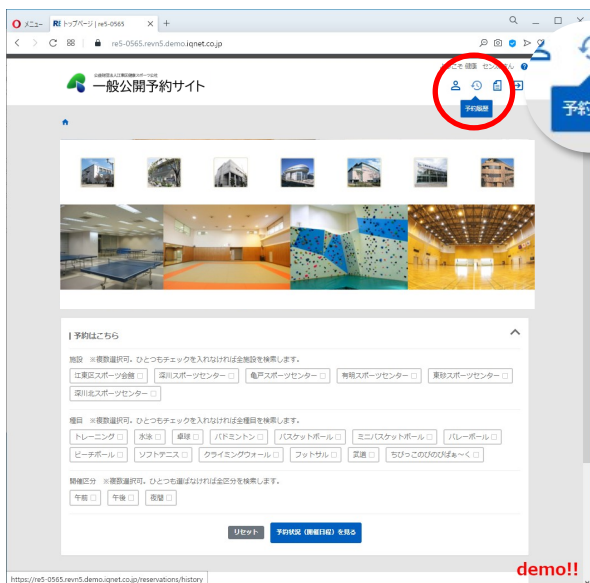 メニュー
トップページ | re5-0565
re5-0565.revn5.demo.iqnet.co.jp
ようこそ 健康 センスさん
一般公開予約サイト
予約履歴
予約
予約はこちら
施設 ※複数選択可。ひとつもチェックを入れなければ全施設を検索します。
江東区スポーツ会館 深川スポーツセンター 亀戸スポーツセンター 有明スポーツセンター 東砂スポーツセンター
深川北スポーツセンター
種目 ※複数選択可。ひとつもチェックを入れなければ全種目を検索します。
トレーニング 水泳 卓球 バドミントン バスケットボール ミニバスケットボール バレーボール
ビーチボール ソフトテニス クライミングウォール フットサル 武道 ちびっこのびのびぱぁ~く
開催区分 ※複数選択可。ひとつも選ばなければ全区分を検索します。
午前 午後 夜間
リセット 予約状況（開催日程）を見る
demo!!
https://re5-0565.revn5.demo.iqnet.co.jp/reservations/history